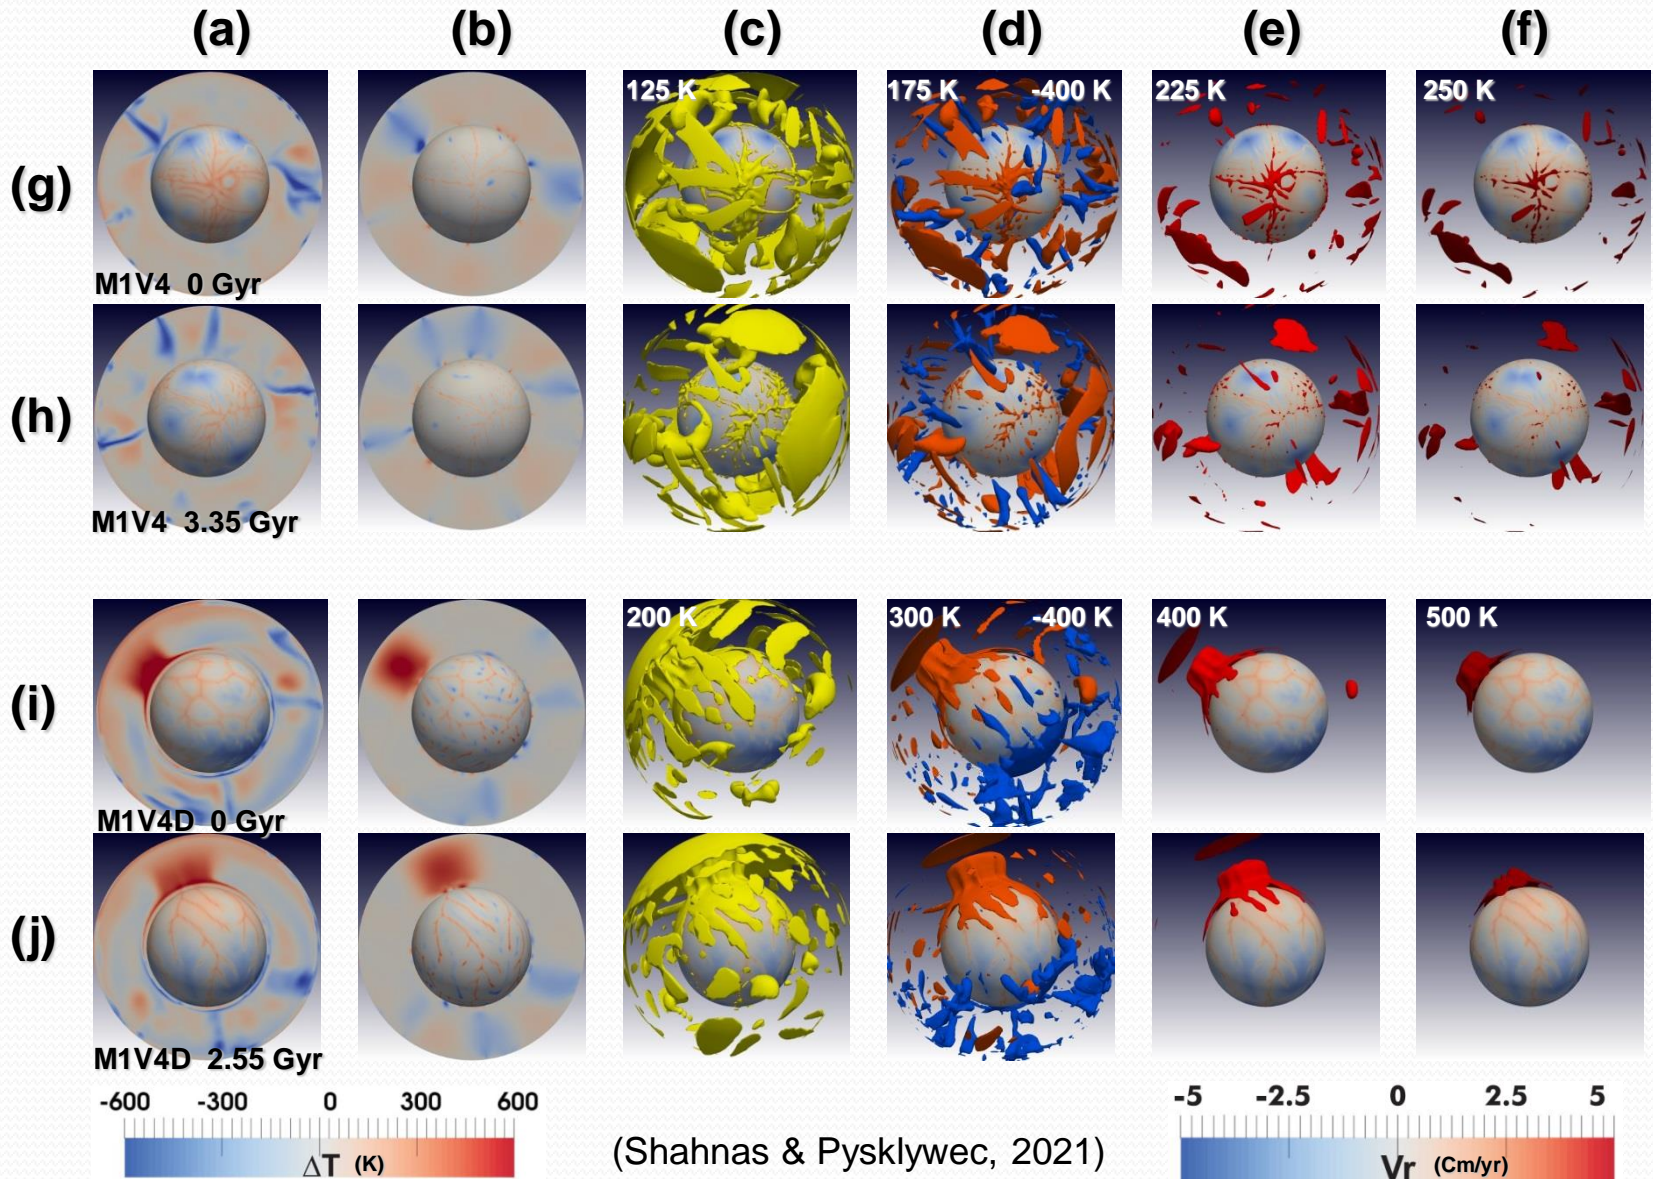 (a) (b) (c) (d) (e) (f)
(g)
125 K 175 K -400 K 225 K 250 K
M1V4 0 Gyr
(h)
M1V4 3.35 Gyr
(i)
200 K 300 K -400 K 400 K 500 K
M1V4D 0 Gyr
(j)
M1V4D 2.55 Gyr
-600 -300 0 300 600
ΔT (K)
(Shahnas & Pysklywec, 2021)
-5 -2.5 0 2.5 5
Vr (Cm/yr)